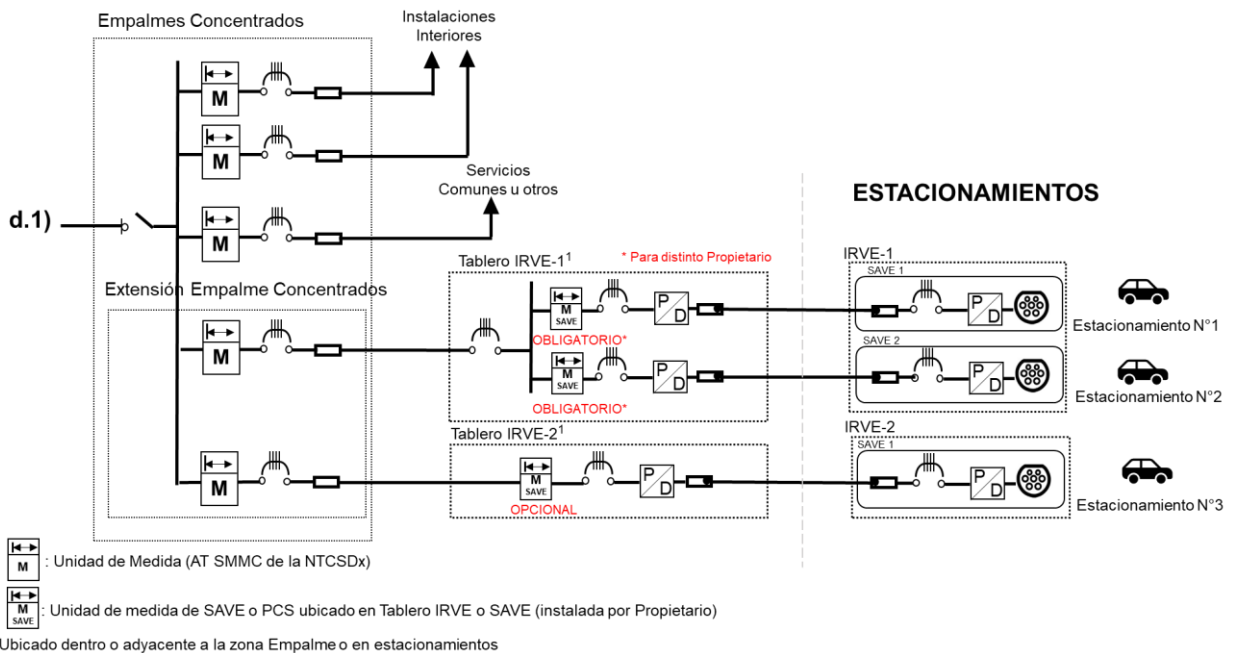 Empalmes Concentrados
Instalaciones
Interiores
M
M
Servicios
Comunes u otros
d.1)
M
ESTACIONAMIENTOS
Tablero IRVE-1¹
* Para distinto Propietario
IRVE-1
SAVE 1
Extensión Empalme Concentrados
M
M
SAVE
P
D
P
D
OBLIGATORIO*
Estacionamiento N°1
SAVE 2
M
SAVE
P
D
P
D
OBLIGATORIO*
Estacionamiento N°2
Tablero IRVE-2¹
IRVE-2
SAVE 1
M
M
SAVE
P
D
P
D
OPCIONAL
Estacionamiento N°3
M : Unidad de Medida (AT SMMC de la NTCSDx)
M
SAVE : Unidad de medida de SAVE o PCS ubicado en Tablero IRVE o SAVE (instalada por Propietario)
Ubicado dentro o adyacente a la zona Empalme o en estacionamientos